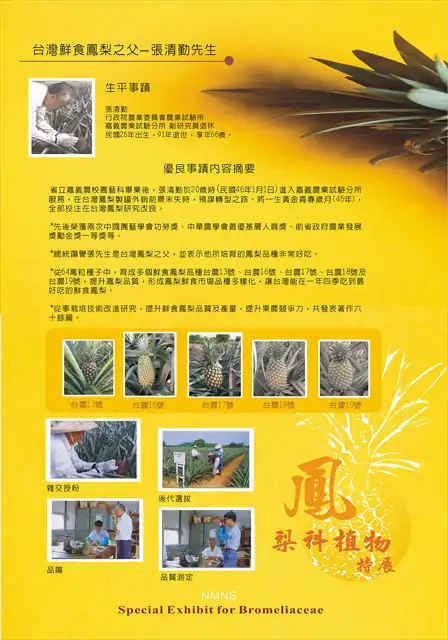 台灣鮮食鳳梨之父—張清勤先生
生平事蹟
張清勤
行政院農業委員會農業試驗所
嘉義農業試驗分所 副研究員退休
民國25年出生，91年逝世，享年66歲。
優良事蹟內容摘要
省立嘉義農校園藝科畢業後，張清勤於20歲時(民國46年1月1日)進入嘉義農業試驗分所
服務，在台灣鳳梨製罐外銷前景末失時，預謀轉型之路。將一生黃金青春歲月(45年)，
全部投注在台灣鳳梨研究改良。
*先後榮獲兩次中國園藝學會功勞獎、中華農學會最優基層人員獎、前省政府農業發展
獎勵金獎一等獎等。
*總統讚譽張先生是台灣鳳梨之父，並表示他所培育的鳳梨品種非常好吃。
*從64萬粒種子中，育成多個鮮食鳳梨品種台農13號、台農16號、台農17號、台農18號及
台農19號，提升鳳梨品質，形成鳳梨鮮食市場品種多樣化，讓台灣能在一年四季吃到最
好吃的鮮食鳳梨。
*從事栽培技術改進研究，提升鮮食鳳梨品質及產量，提升果農競爭力，共發表著作六
十餘篇。
台農13號
台農16號
台農17號
台農18號
台農19號
雜交授粉
後代選拔
品嚐
品質測定
鳳
梨科植物
特展
NMNS
Special Exhibit for Bromeliaceae